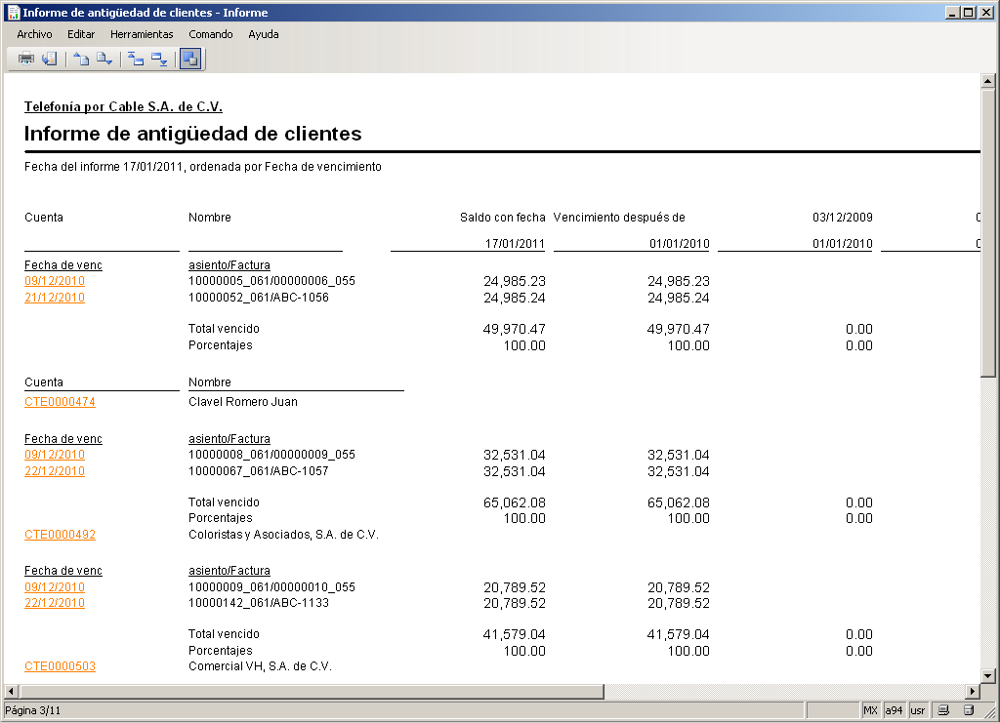 Informe de antigüedad de clientes - Informe
Archivo Editar Herramientas Comando Ayuda
Telefonía por Cable S.A. de C.V.
Informe de antigüedad de clientes
Fecha del informe 17/01/2011, ordenada por Fecha de vencimiento
Cuenta Nombre Saldo con fecha Vencimiento después de 03/12/2009
17/01/2011 01/01/2010 01/01/2010
Fecha de venc asiento/Factura
09/12/2010 10000005_061/00000006_055 24,985.23 24,985.23
21/12/2010 10000052_061/ABC-1056 24,985.24 24,985.24
Total vencido 49,970.47 49,970.47 0.00
Porcentajes 100.00 100.00 0.00
Cuenta Nombre
CTE0000474 Clavel Romero Juan
Fecha de venc asiento/Factura
09/12/2010 10000008_061/00000009_055 32,531.04 32,531.04
22/12/2010 10000067_061/ABC-1057 32,531.04 32,531.04
Total vencido 65,062.08 65,062.08 0.00
Porcentajes 100.00 100.00 0.00
CTE0000492 Coloristas y Asociados, S.A. de C.V.
Fecha de venc asiento/Factura
09/12/2010 10000009_061/00000010_055 20,789.52 20,789.52
22/12/2010 10000142_061/ABC-1133 20,789.52 20,789.52
Total vencido 41,579.04 41,579.04 0.00
Porcentajes 100.00 100.00 0.00
CTE0000503 Comercial VH, S.A. de C.V.
Página 3/11 MX a94 usr